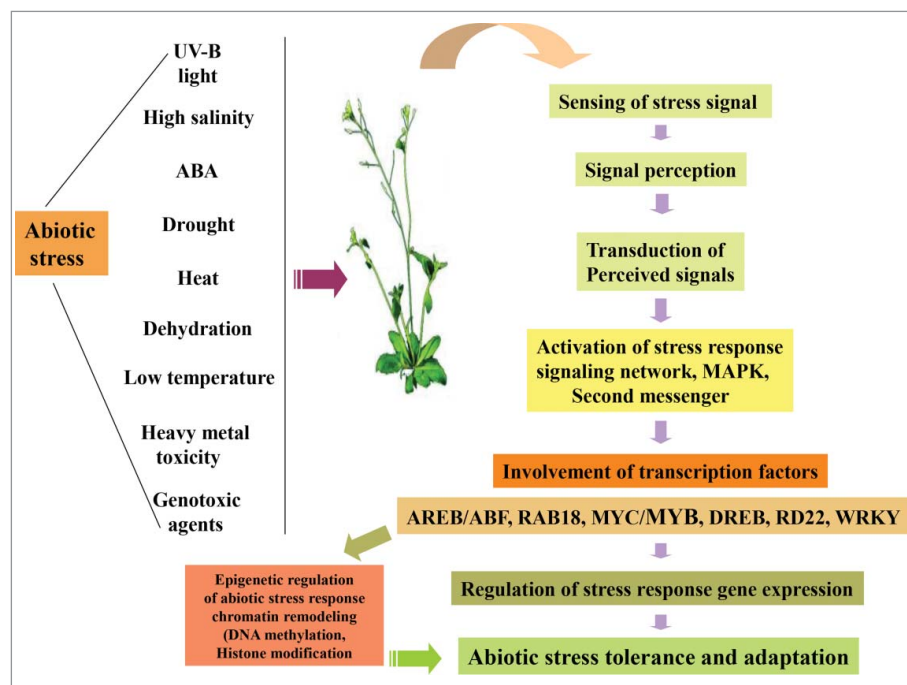 Abiotic
stress
UV-B
light
High salinity
ABA
Drought
Heat
Dehydration
Low temperature
Heavy metal
toxicity
Genotoxic
agents
Sensing of stress signal
Signal perception
Transduction of
Perceived signals
Activation of stress response
signaling network, MAPK,
Second messenger
Involvement of transcription factors
AREB/ABF, RAB18, MYC/MYB, DREB, RD22, WRKY
Epigenetic regulation
of abiotic stress response
chromatin remodeling
(DNA methylation,
Histone modification
Regulation of stress response gene expression
Abiotic stress tolerance and adaptation